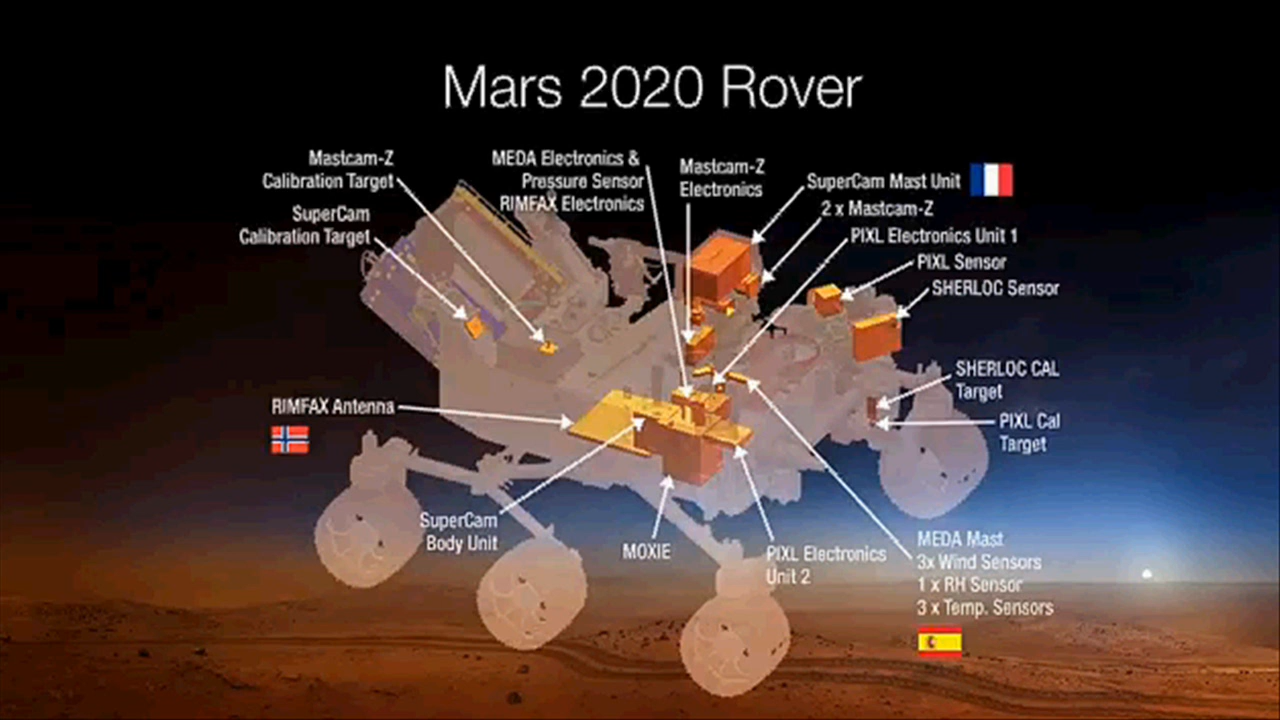 Mars 2020 Rover
Mastcam-Z
Calibration Target
SuperCam
Calibration Target
MEDA Electronics &
Pressure Sensor
RIMFAX Electronics
Mastcam-Z
Electronics
SuperCam Mast Unit
2 x Mastcam-Z
PIXL Electronics Unit 1
PIXL Sensor
SHERLOC Sensor
SHERLOC CAL
Target
PIXL Cal
Target
RIMFAX Antenna
SuperCam
Body Unit
MOXIE
PIXL Electronics
Unit 2
MEDA Mast
3x Wind Sensors
1 x RH Sensor
3 x Temp. Sensors